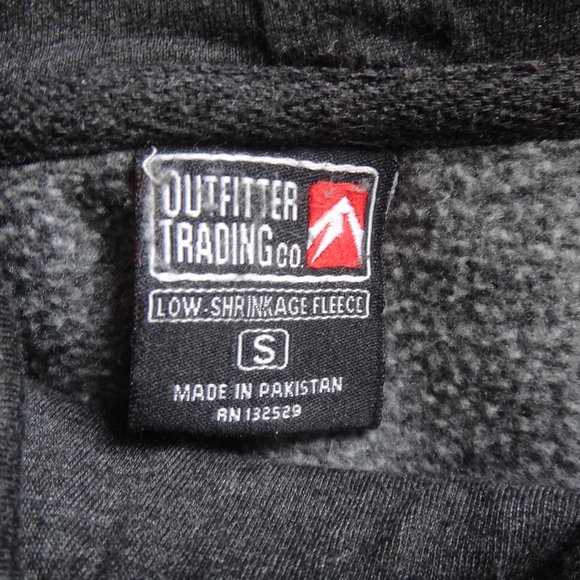 OUTFITTER
TRADING CO.
LOW-SHRINKAGE FLEECE
S
MADE IN PAKISTAN
RN 132529